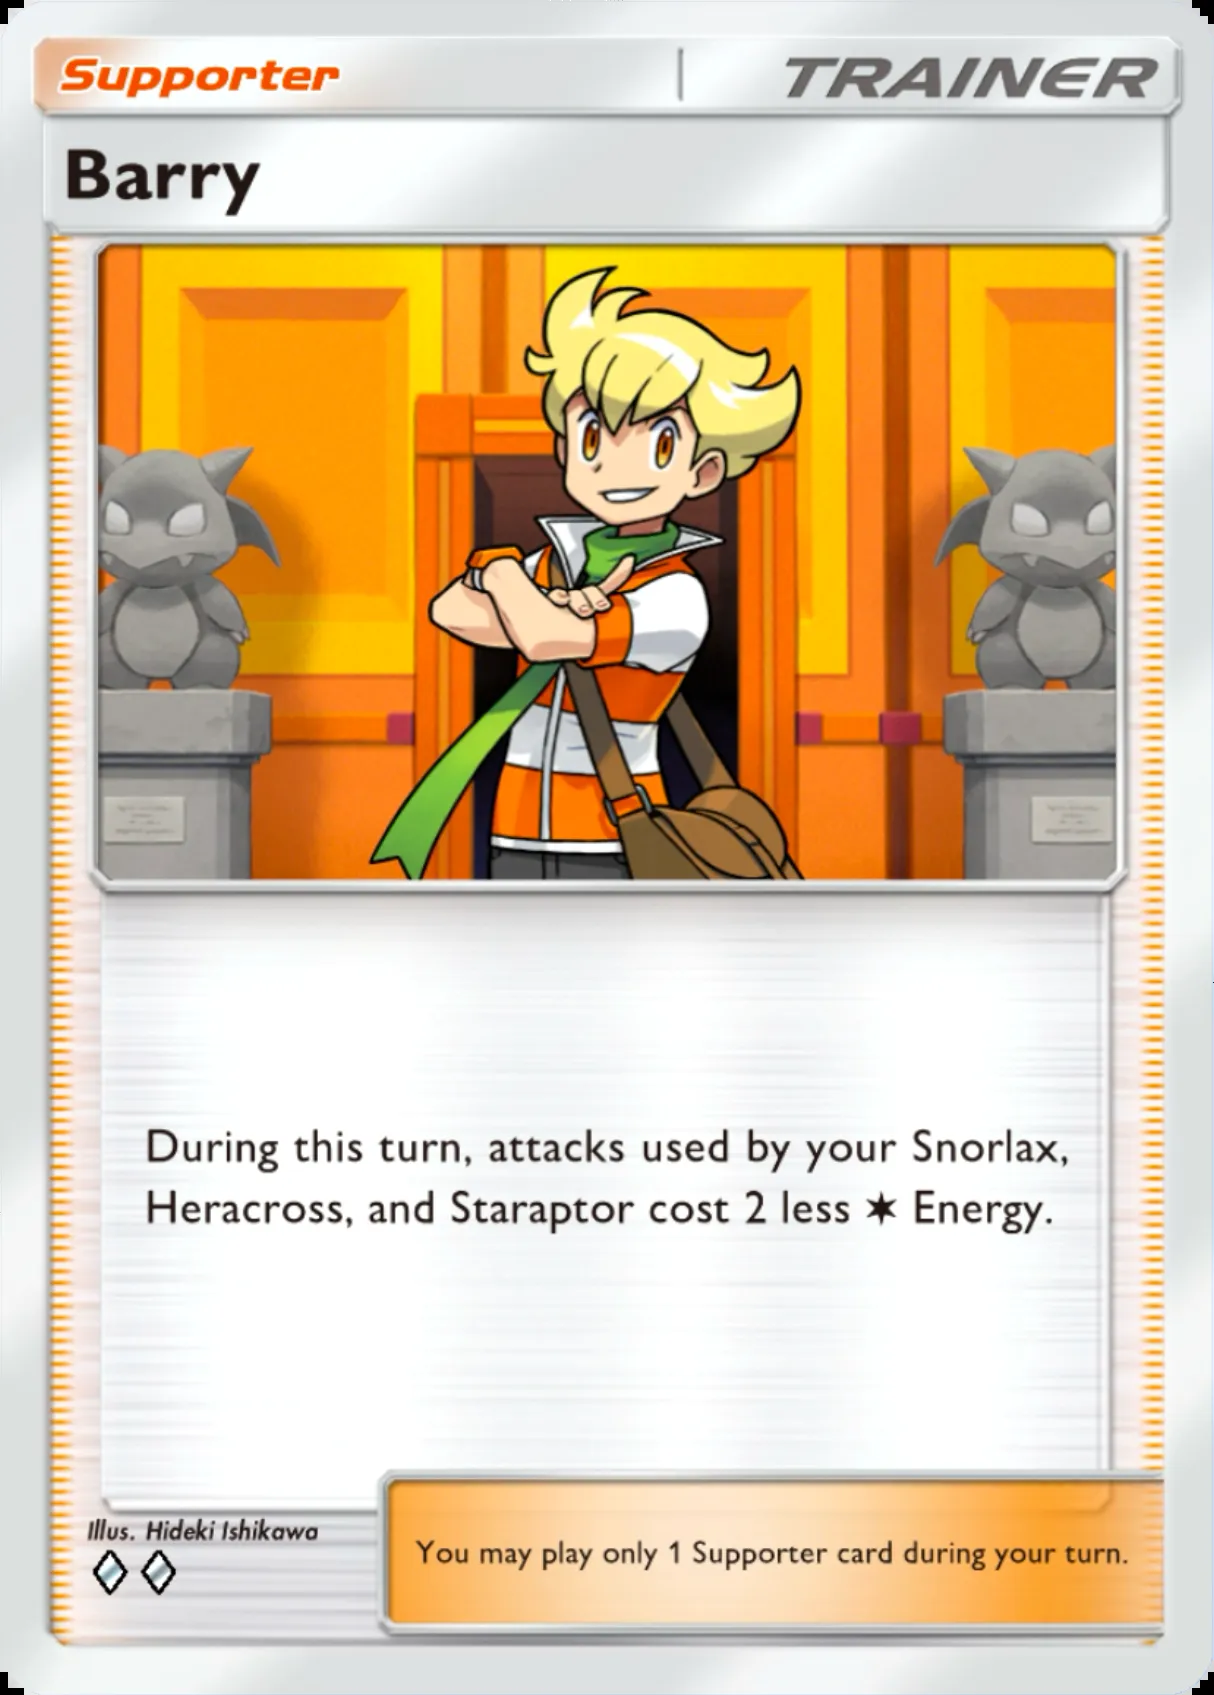 Supporter
TRAINER
Barry
During this turn, attacks used by your Snorlax,
Heracross, and Staraptor cost 2 less ✶ Energy.
Illus. Hideki Ishikawa
You may play only 1 Supporter card during your turn.